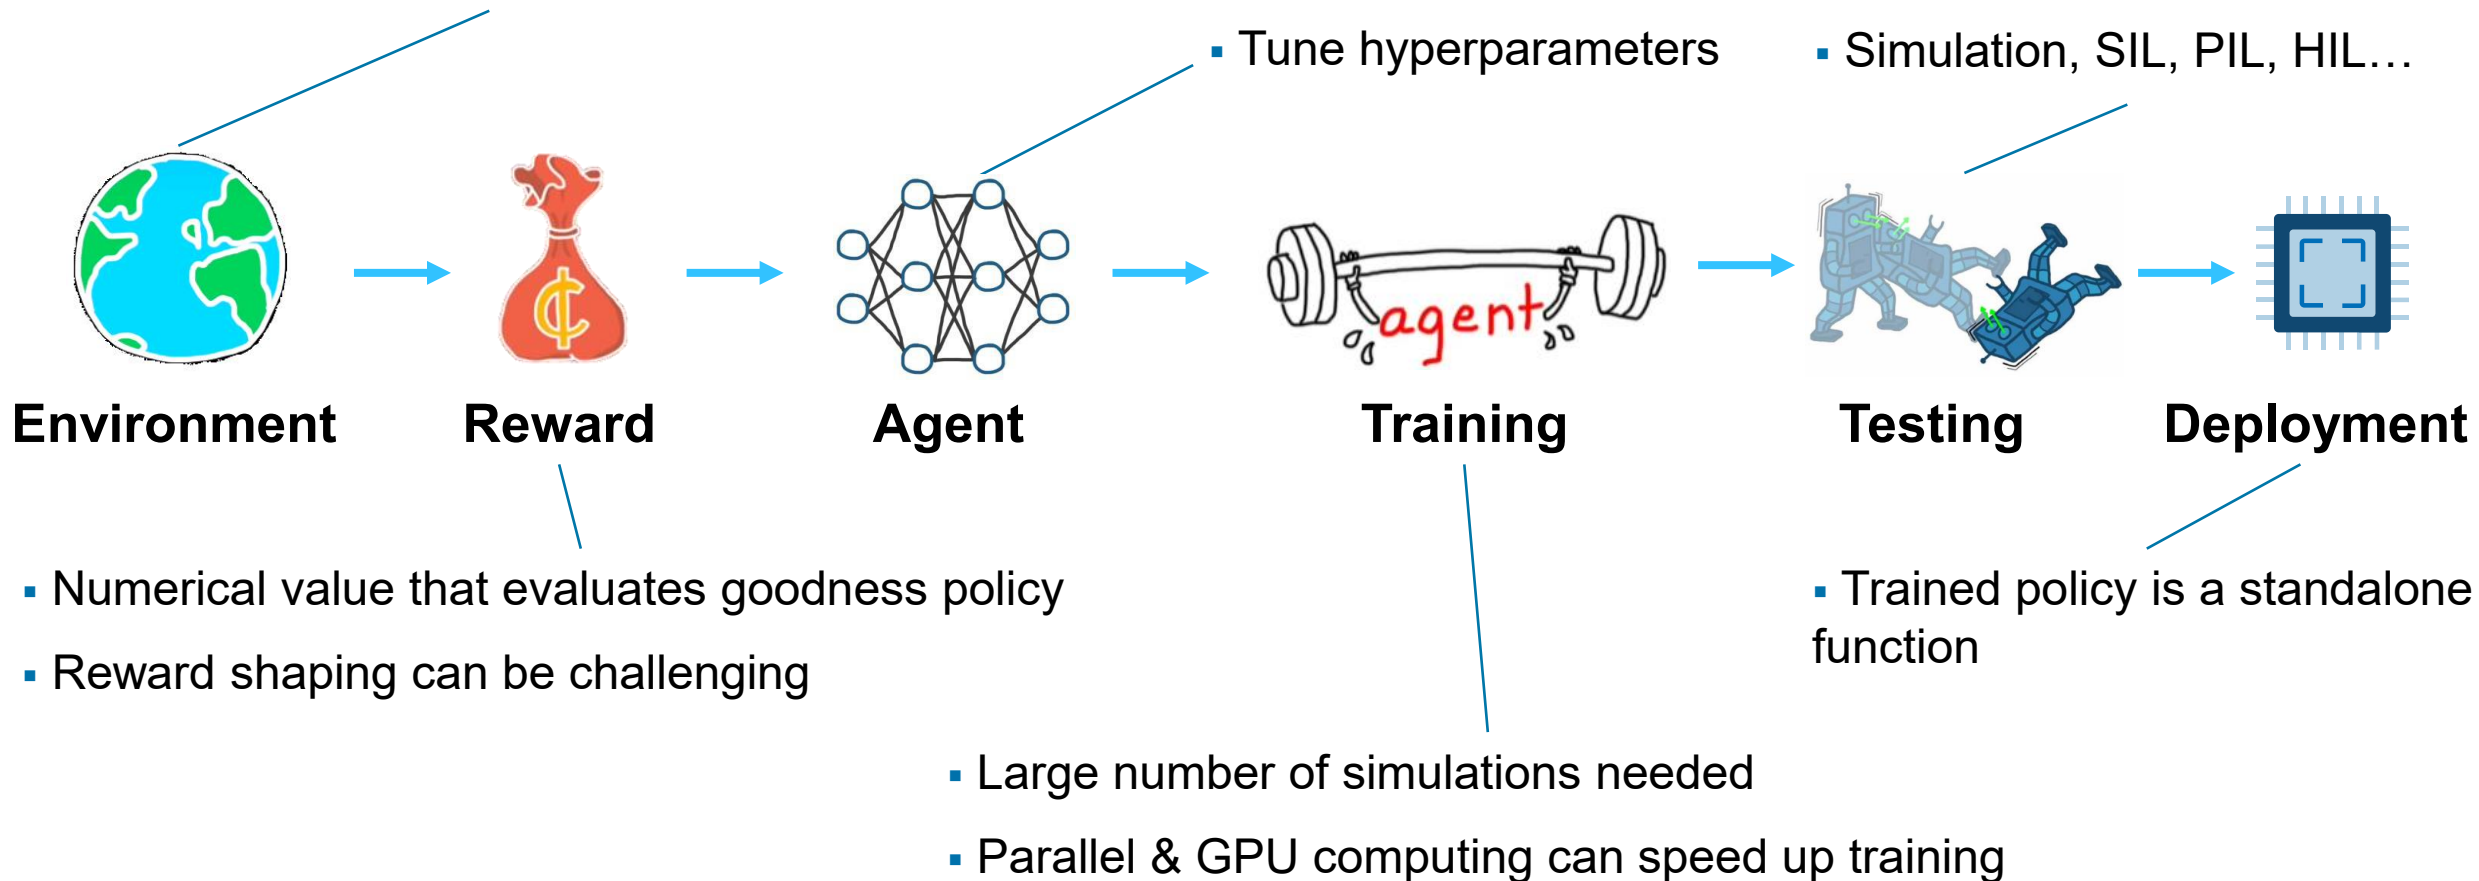 ▪ Tune hyperparameters
▪ Simulation, SIL, PIL, HIL…
¢
agent
Environment
Reward
Agent
Training
Testing
Deployment
▪ Numerical value that evaluates goodness policy
▪ Reward shaping can be challenging
▪ Trained policy is a standalone
function
▪ Large number of simulations needed
▪ Parallel & GPU computing can speed up training